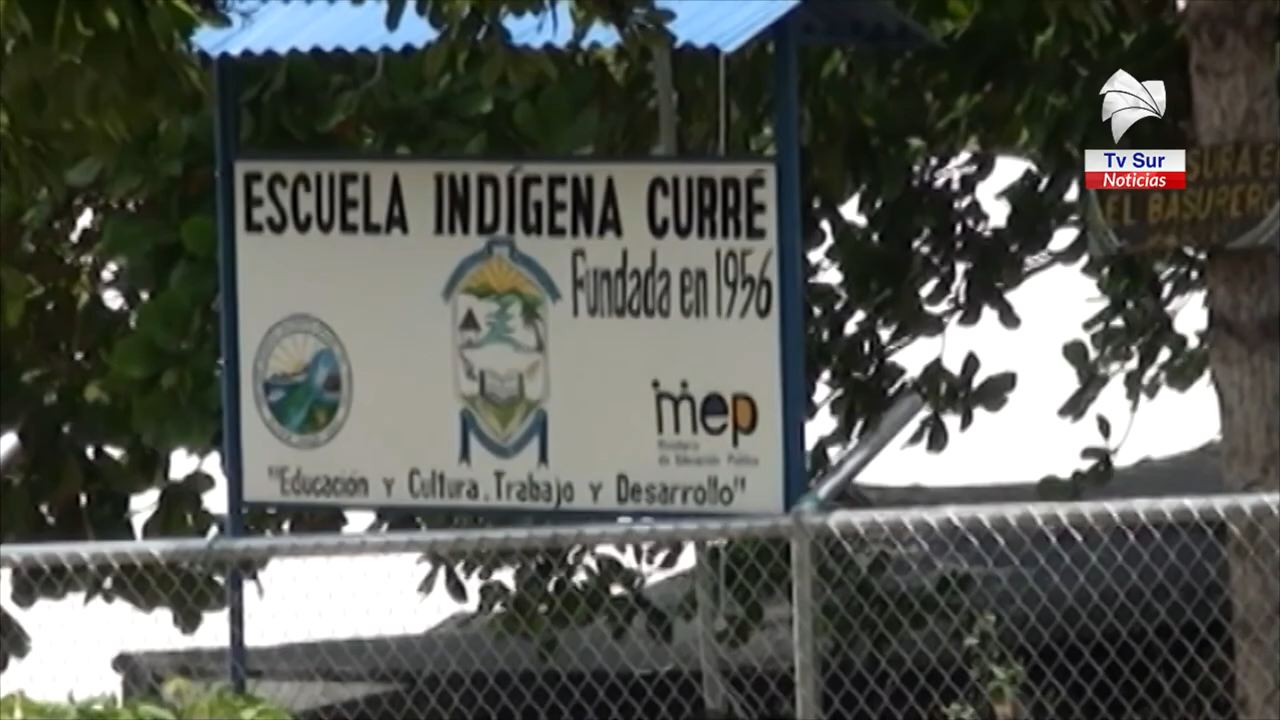 ESCUELA INDÍGENA CURRÉ
Fundada en 1956
mep
"Educación y Cultura, Trabajo y Desarrollo"
Tv Sur
Noticias
EL BASURERO